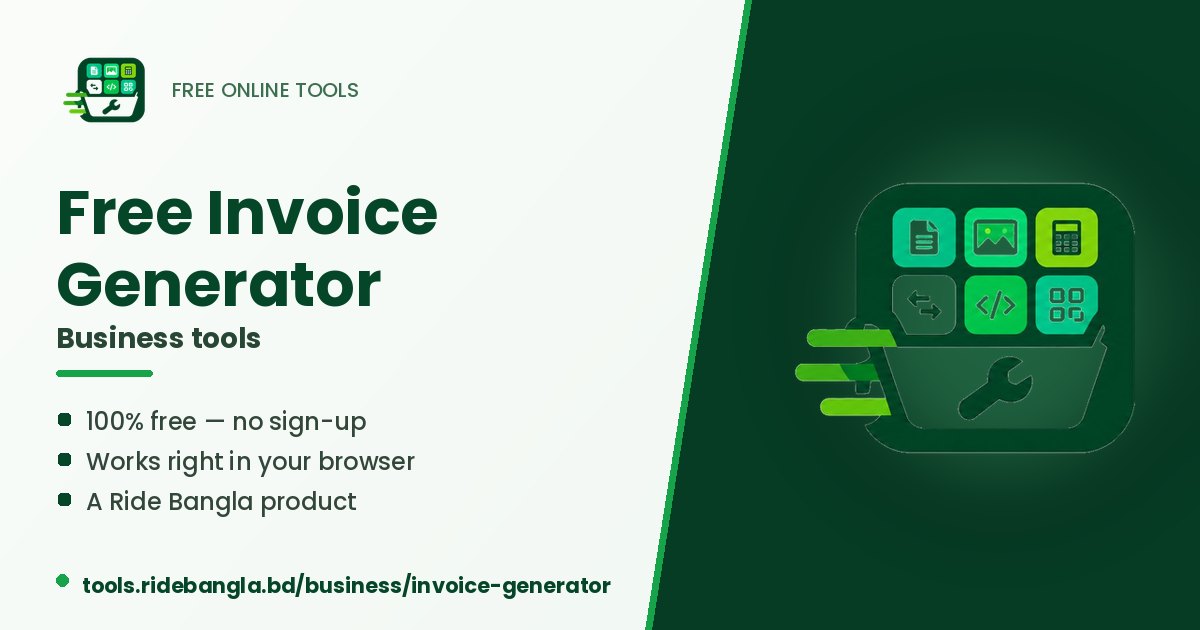 FREE ONLINE TOOLS
Free Invoice
Generator
Business tools
100% free — no sign-up
Works right in your browser
A Ride Bangla product
tools.ridebangla.bd/business/invoice-generator